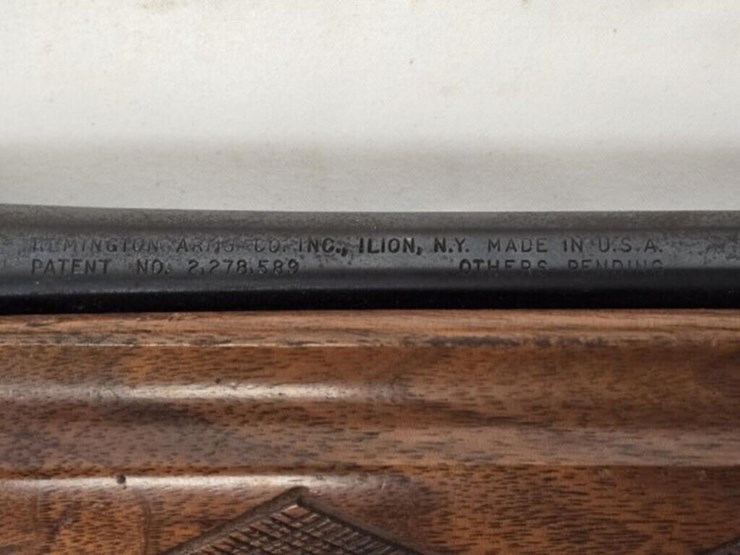 REMINGTON ARMS CO. INC., ILION, N.Y. MADE IN U.S.A.
PATENT NO. 2,278,589 OTHERS PENDING